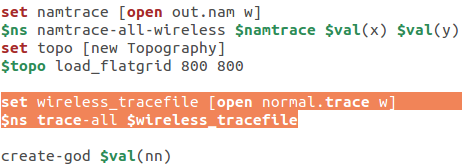 set namtrace [open out.nam w]
$ns namtrace-all-wireless $namtrace $val(x) $val(y)
set topo [new Topography]
$topo load_flatgrid 800 800
set wireless_tracefile [open normal.trace w]
$ns trace-all $wireless_tracefile
create-god $val(nn)